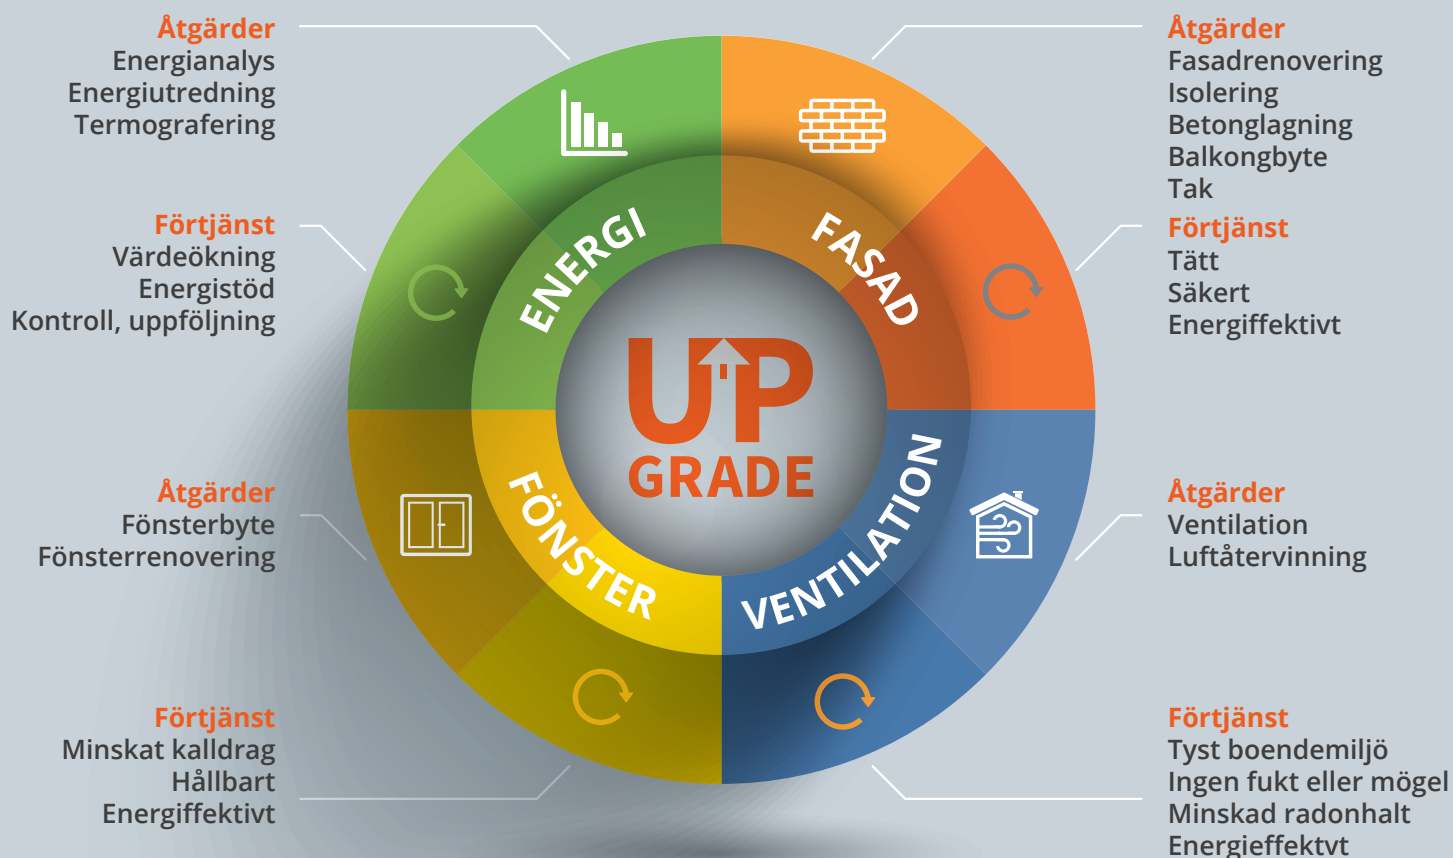 Åtgärder
Energianalys
Energiutredning
Termografering
Förtjänst
Värdeökning
Energistöd
Kontroll, uppföljning
Åtgärder
Fönsterbyte
Fönsterrenovering
Förtjänst
Minskat kalldrag
Hållbart
Energiffektivt
ENERGI
FASAD
UP
GRADE
FÖNSTER
VENTILATION
Åtgärder
Fasadrenovering
Isolering
Betonglagning
Balkongbyte
Tak
Förtjänst
Tätt
Säkert
Energiffektivt
Åtgärder
Ventilation
Luftåtervinning
Förtjänst
Tyst boendemiljö
Ingen fukt eller mögel
Minskad radonhalt
Energieffektvt